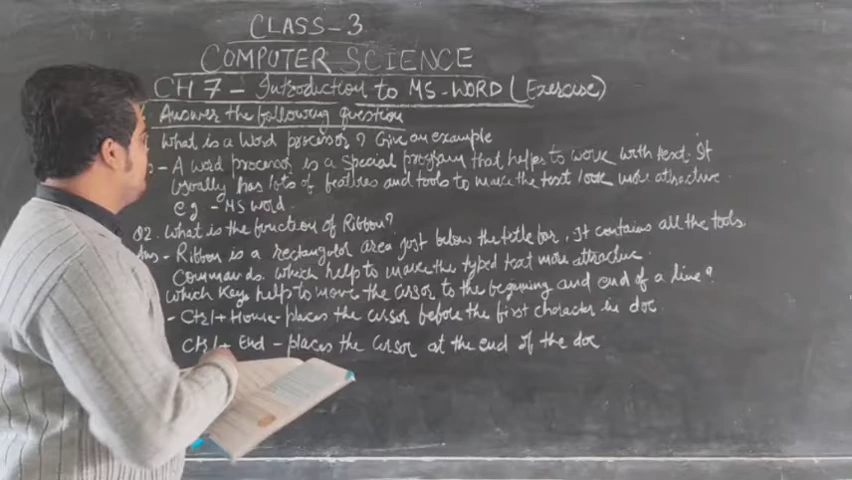 CLASS-3
COMPUTER SCIENCE
CH 7 - Introduction to MS-WORD (Exercise)
Answer the following question
What is a word processor? Give an example
- A word processor is a special program that helps to work with text. It
usually has lots of features and tools to make the text look more attractive.
eg - MS word.
Q2. What is the function of Ribbon?
Ans - Ribbon is a rectangular area just below the title bar. It contains all the tools
Commands. which help to make the typed text more attractive.
Which Keys helps to move the cursor to the beginning and end of a line?
- Ctrl + Home - places the cursor before the first character in doc
Ctrl + End - places the cursor at the end of the doc